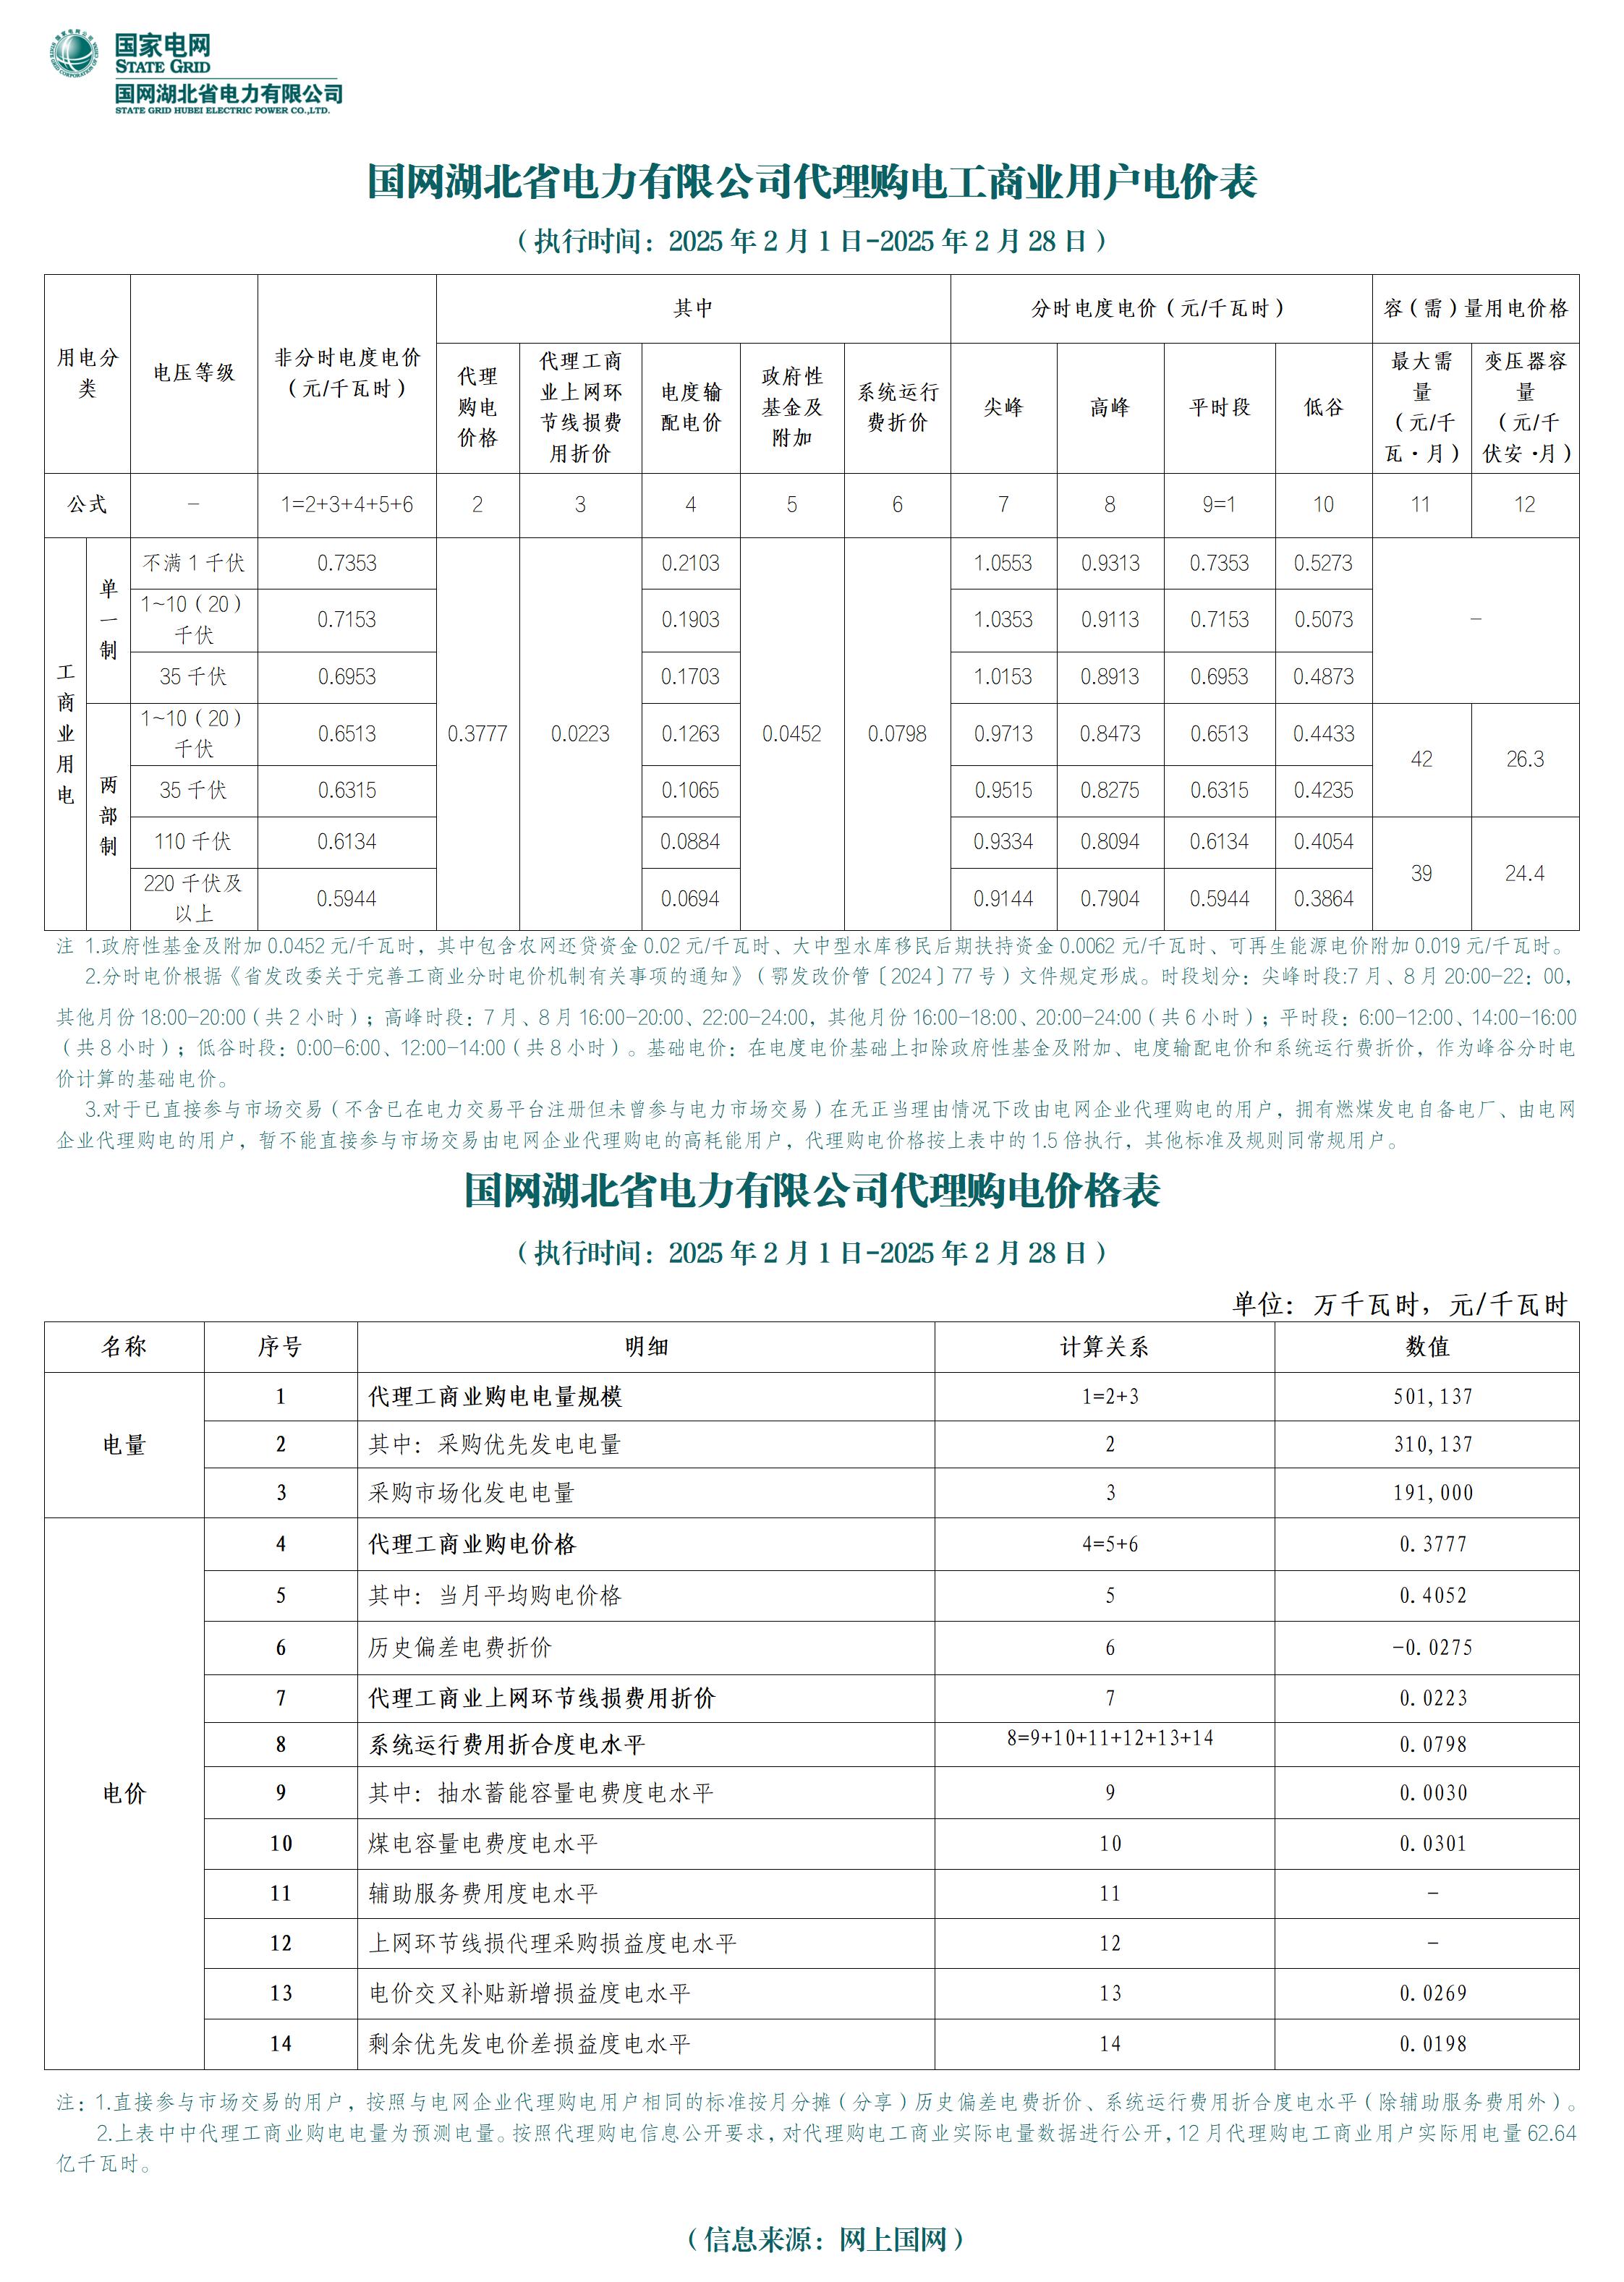 国家电网
STATE GRID
国网湖北省电力有限公司
STATE GRID HUBEI ELECTRIC POWER CO.,LTD.
国网湖北省电力有限公司代理购电工商业用户电价表
（执行时间：2025年2月1日-2025年2月28日）
用电分类 电压等级 非分时电度电价（元/千瓦时） 其中 分时电度电价（元/千瓦时） 容（需）量用电价格
代理购电价格 代理工商业上网环节线损费用折价 电度输配电价 政府性基金及附加 系统运行费折价 尖峰 高峰 平时段 低谷 最大需量（元/千瓦·月） 变压器容量（元/千伏安·月）
公式 - 1=2+3+4+5+6 2 3 4 5 6 7 8 9=1 10 11 12
工商业用电 单一制 不满1千伏 0.7353 0.3777 0.0223 0.2103 0.0452 0.0798 1.0553 0.9313 0.7353 0.5273 -
1~10（20）千伏 0.7153 0.1903 1.0353 0.9113 0.7153 0.5073
35千伏 0.6953 0.1703 1.0153 0.8913 0.6953 0.4873
两部制 1~10（20）千伏 0.6513 0.1263 0.9713 0.8473 0.6513 0.4433 42 26.3
35千伏 0.6315 0.1065 0.9515 0.8275 0.6315 0.4235
110千伏 0.6134 0.0884 0.9334 0.8094 0.6134 0.4054 39 24.4
220千伏及以上 0.5944 0.0694 0.9144 0.7904 0.5944 0.3864
注 1.政府性基金及附加0.0452元/千瓦时，其中包含农网还贷资金0.02元/千瓦时、大中型水库移民后期扶持资金0.0062元/千瓦时、可再生能源电价附加0.019元/千瓦时。
2.分时电价根据《省发改委关于完善工商业分时电价机制有关事项的通知》（鄂发改价管〔2024〕77号）文件规定形成。时段划分：尖峰时段:7月、8月20:00-22：00，
其他月份18:00-20:00（共2小时）；高峰时段：7月、8月16:00-20:00、22:00-24:00，其他月份16:00-18:00、20:00-24:00（共6小时）；平时段：6:00-12:00、14:00-16:00
（共8小时）；低谷时段：0:00-6:00、12:00-14:00（共8小时）。基础电价：在电度电价基础上扣除政府性基金及附加、电度输配电价和系统运行费折价，作为峰谷分时电
价计算的基础电价。
3.对于已直接参与市场交易（不含已在电力交易平台注册但未曾参与电力市场交易）在无正当理由情况下改由电网企业代理购电的用户，拥有燃煤发电自备电厂、由电网
企业代理购电的用户，暂不能直接参与市场交易由电网企业代理购电的高耗能用户，代理购电价格按上表中的1.5倍执行，其他标准及规则同常规用户。
国网湖北省电力有限公司代理购电价格表
（执行时间：2025年2月1日-2025年2月28日）
单位：万千瓦时，元/千瓦时
名称 序号 明细 计算关系 数值
电量 1 代理工商业购电电量规模 1=2+3 501,137
2 其中：采购优先发电电量 2 310,137
3 采购市场化发电电量 3 191,000
电价 4 代理工商业购电价格 4=5+6 0.3777
5 其中：当月平均购电价格 5 0.4052
6 历史偏差电费折价 6 -0.0275
7 代理工商业上网环节线损费用折价 7 0.0223
8 系统运行费用折合度电水平 8=9+10+11+12+13+14 0.0798
9 其中：抽水蓄能容量电费度电水平 9 0.0030
10 煤电容量电费度电水平 10 0.0301
11 辅助服务费用度电水平 11 -
12 上网环节线损代理采购损益度电水平 12 -
13 电价交叉补贴新增损益度电水平 13 0.0269
14 剩余优先发电价差损益度电水平 14 0.0198
注：1.直接参与市场交易的用户，按照与电网企业代理购电用户相同的标准按月分摊（分享）历史偏差电费折价、系统运行费用折合度电水平（除辅助服务费用外）。
2.上表中中代理工商业购电电量为预测电量。按照代理购电信息公开要求，对代理购电工商业实际电量数据进行公开，12月代理购电工商业用户实际用电量62.64
亿千瓦时。
（信息来源：网上国网）